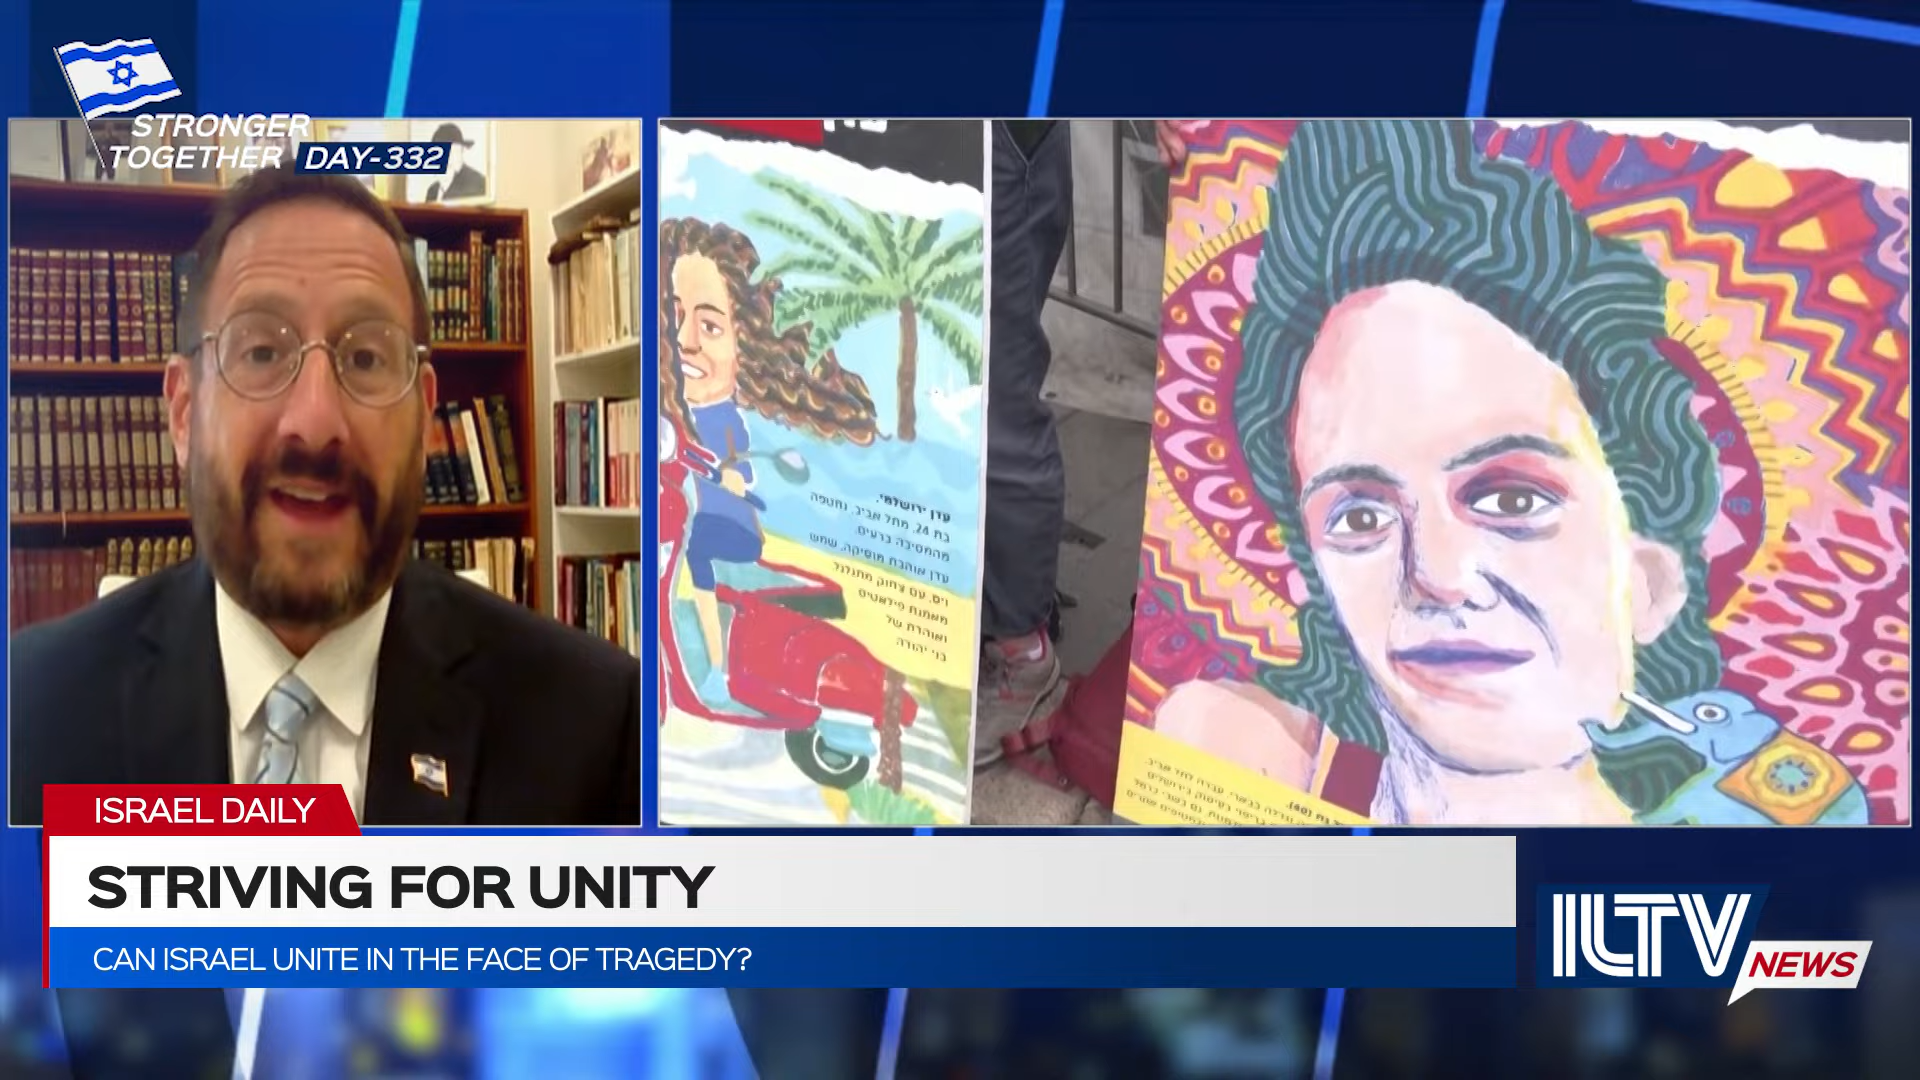 STRONGER
TOGETHER DAY-332
עדן ירושלמי.
בת 24, מתל אביב. נחטפה
מהמסיבה ברעים.
עדן אוהבת מוסיקה, שמש
וים. עם צחוק מתגלגל
מאמנת פילאטיס
ואוהדת של
בני יהודה
ISRAEL DAILY
STRIVING FOR UNITY
CAN ISRAEL UNITE IN THE FACE OF TRAGEDY?
ILTV
NEWS